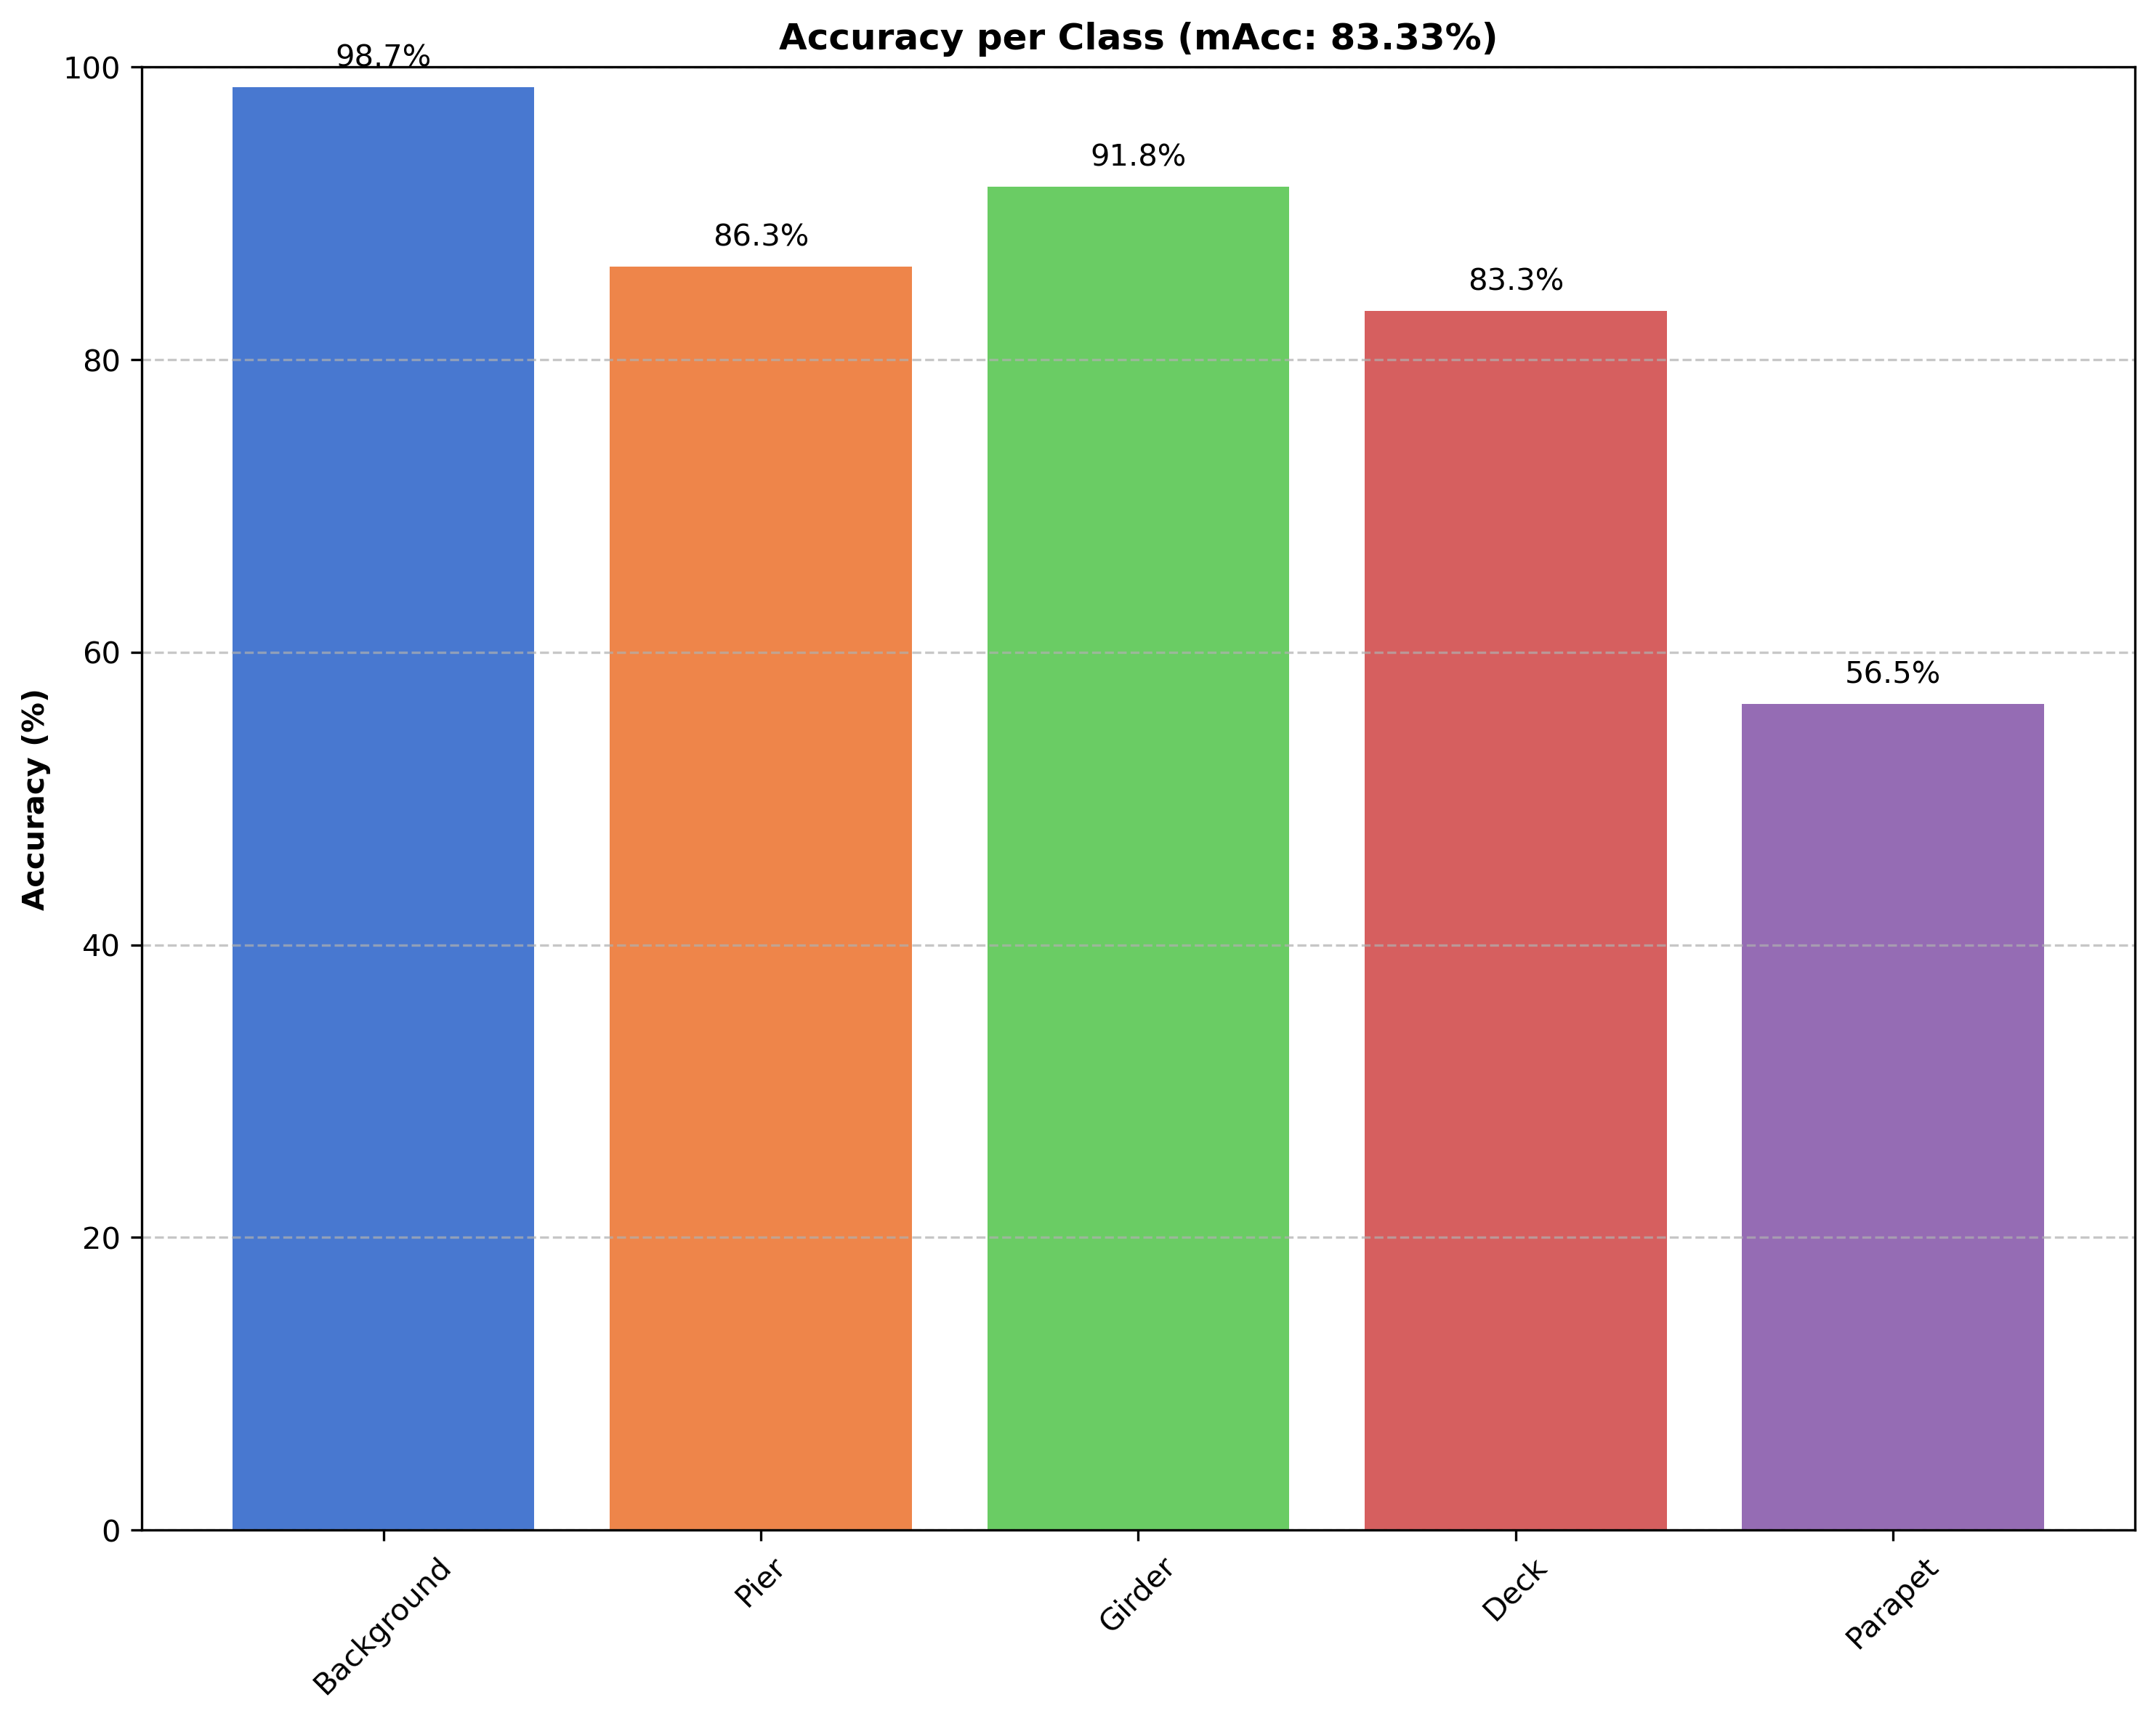 Accuracy per Class (mAcc: 83.33%)
98.7%
86.3%
91.8%
83.3%
56.5%
100
80
60
40
20
0
Accuracy (%)
Background
Pier
Girder
Deck
Parapet